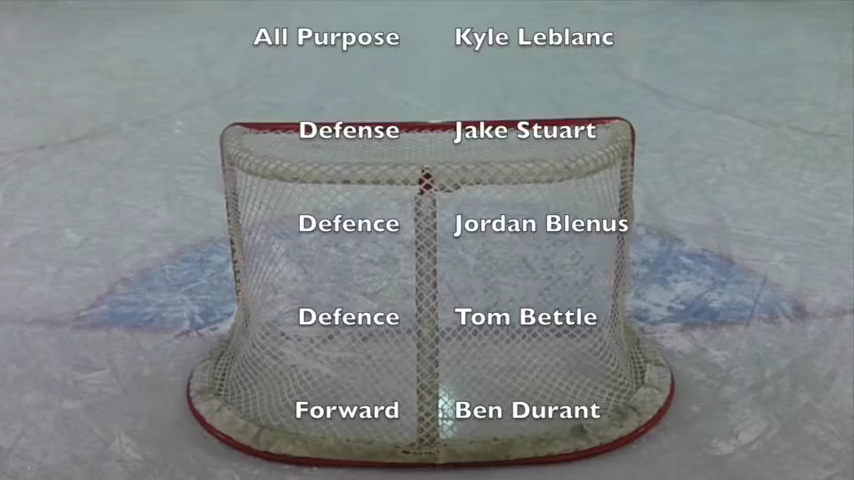 All Purpose Kyle Leblanc
Defense Jake Stuart
Defence Jordan Blenus
Defence Tom Bettle
Forward Ben Durant